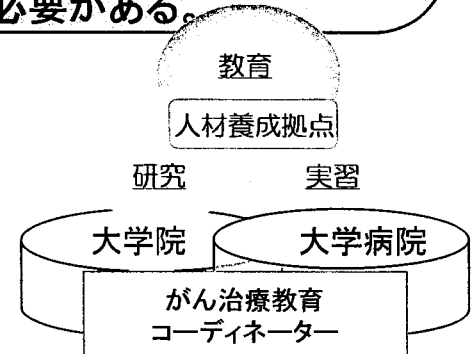 必要がある。
教育
人材養成拠点
研究 実習
大学院 大学病院
がん治療教育
コーディネーター